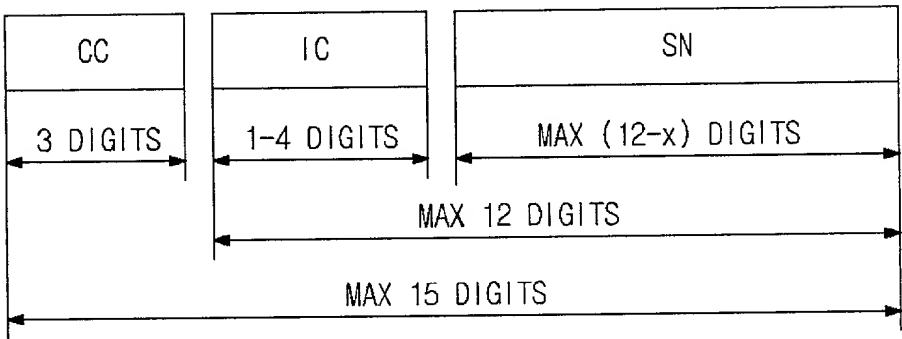 CC IC SN
3 DIGITS 1-4 DIGITS MAX (12-x) DIGITS
MAX 12 DIGITS
MAX 15 DIGITS